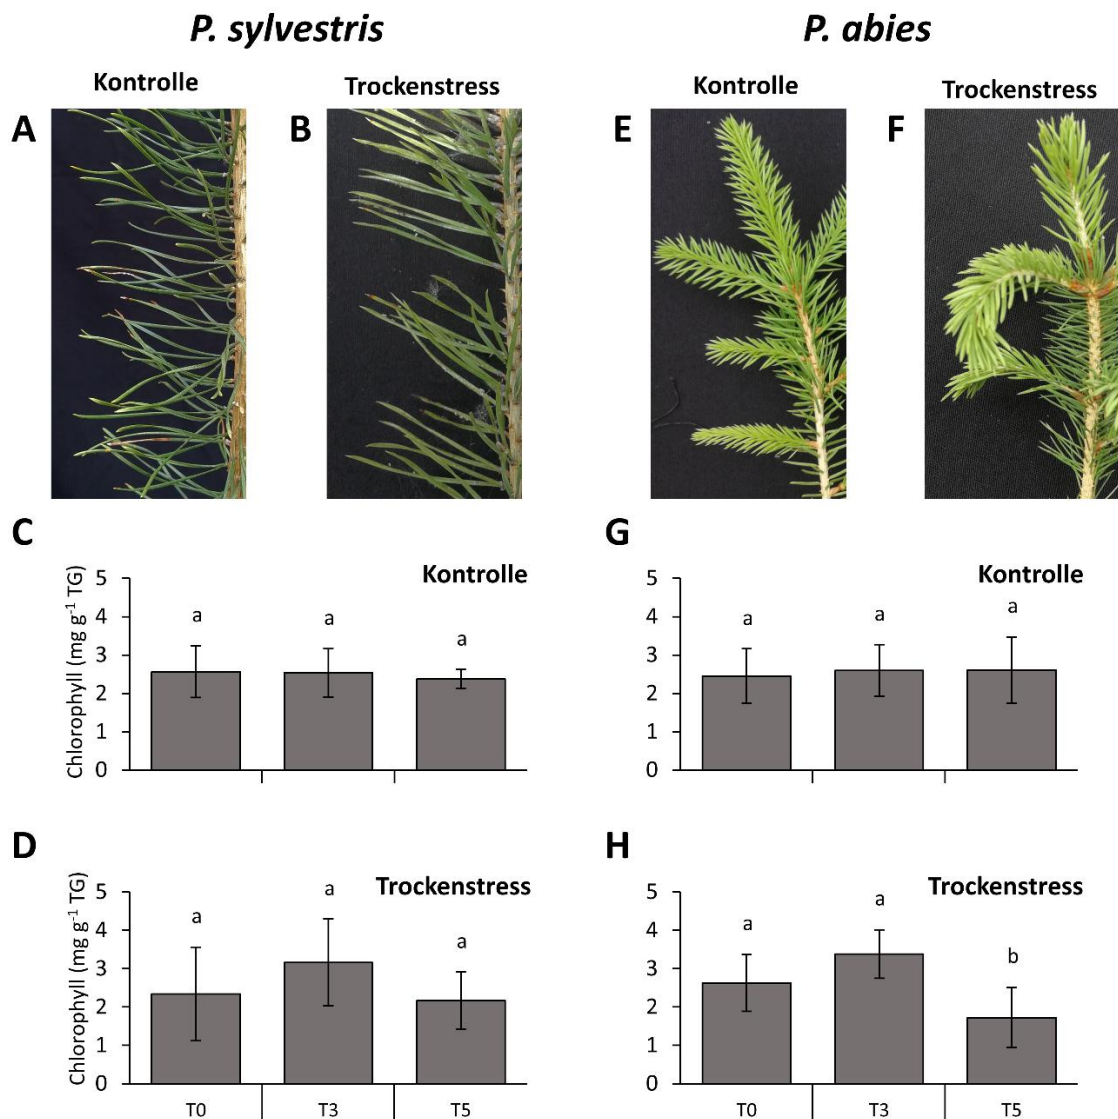 P. sylvestris
P. abies
Kontrolle
Trockenstress
Kontrolle
Trockenstress
A
B
E
F
C
G
Kontrolle
Chlorophyll (mg g⁻¹ TG)
5
4
3
2
1
0
a
a
a
Kontrolle
5
4
3
2
1
0
a
a
a
D
H
Trockenstress
Chlorophyll (mg g⁻¹ TG)
5
4
3
2
1
0
a
a
a
T0
T3
T5
Trockenstress
5
4
3
2
1
0
a
a
b
T0
T3
T5